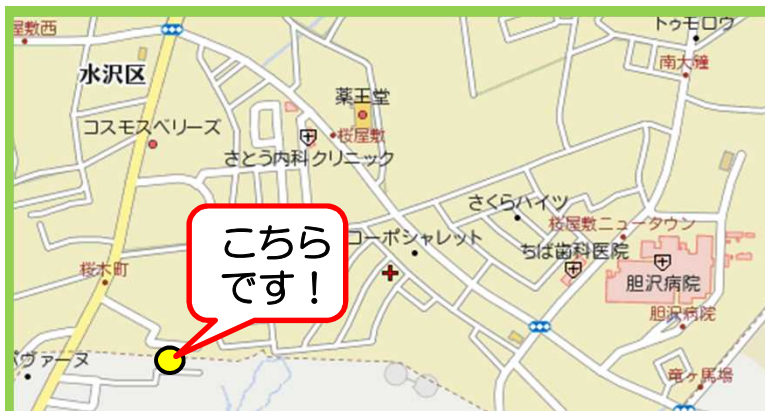 屋敷西
トゥモロウ
水沢区
南大鐘
薬王堂
コスモスベリーズ
桜屋敷
さとう内科クリニック
さくらハイツ
桜屋敷ニュータウン
こちら
です！
コーポシャレット
ちば歯科医院
桜木町
胆沢病院
胆沢病院
パヴァーヌ
竜ヶ馬場